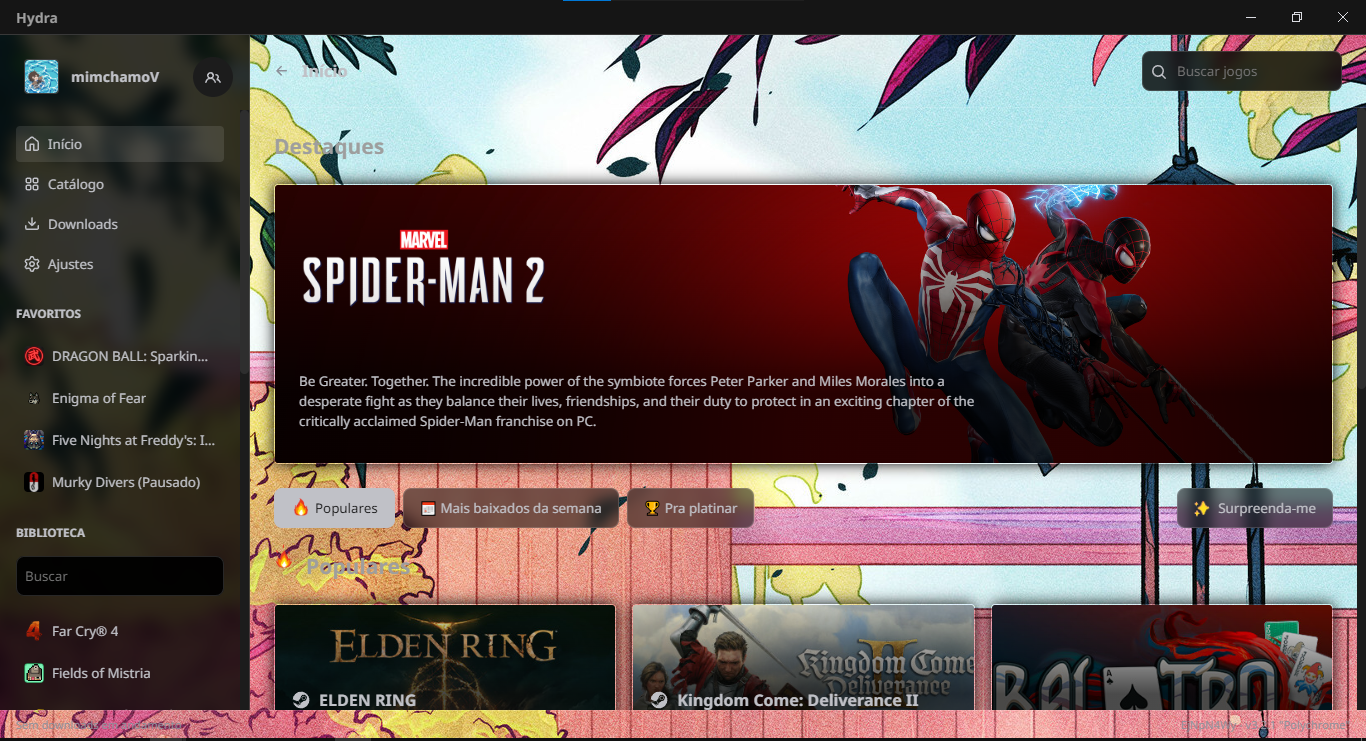 Hydra
mimchamoV
Início
Catálogo
Downloads
Ajustes
FAVORITOS
DRAGON BALL: Sparkin...
Enigma of Fear
Five Nights at Freddy's: I...
Murky Divers (Pausado)
BIBLIOTECA
Buscar
Far Cry® 4
Fields of Mistria
Início
Buscar jogos
Destaques
MARVEL
SPIDER-MAN 2
Be Greater. Together. The incredible power of the symbiote forces Peter Parker and Miles Morales into a
desperate fight as they balance their lives, friendships, and their duty to protect in an exciting chapter of the
critically acclaimed Spider-Man franchise on PC.
Populares
Mais baixados da semana
Pra platinar
Surpreenda-me
Populares
ELDEN RING
ELDEN RING
Kingdom Come
Deliverance II
Kingdom Come: Deliverance II
BALATRO
A